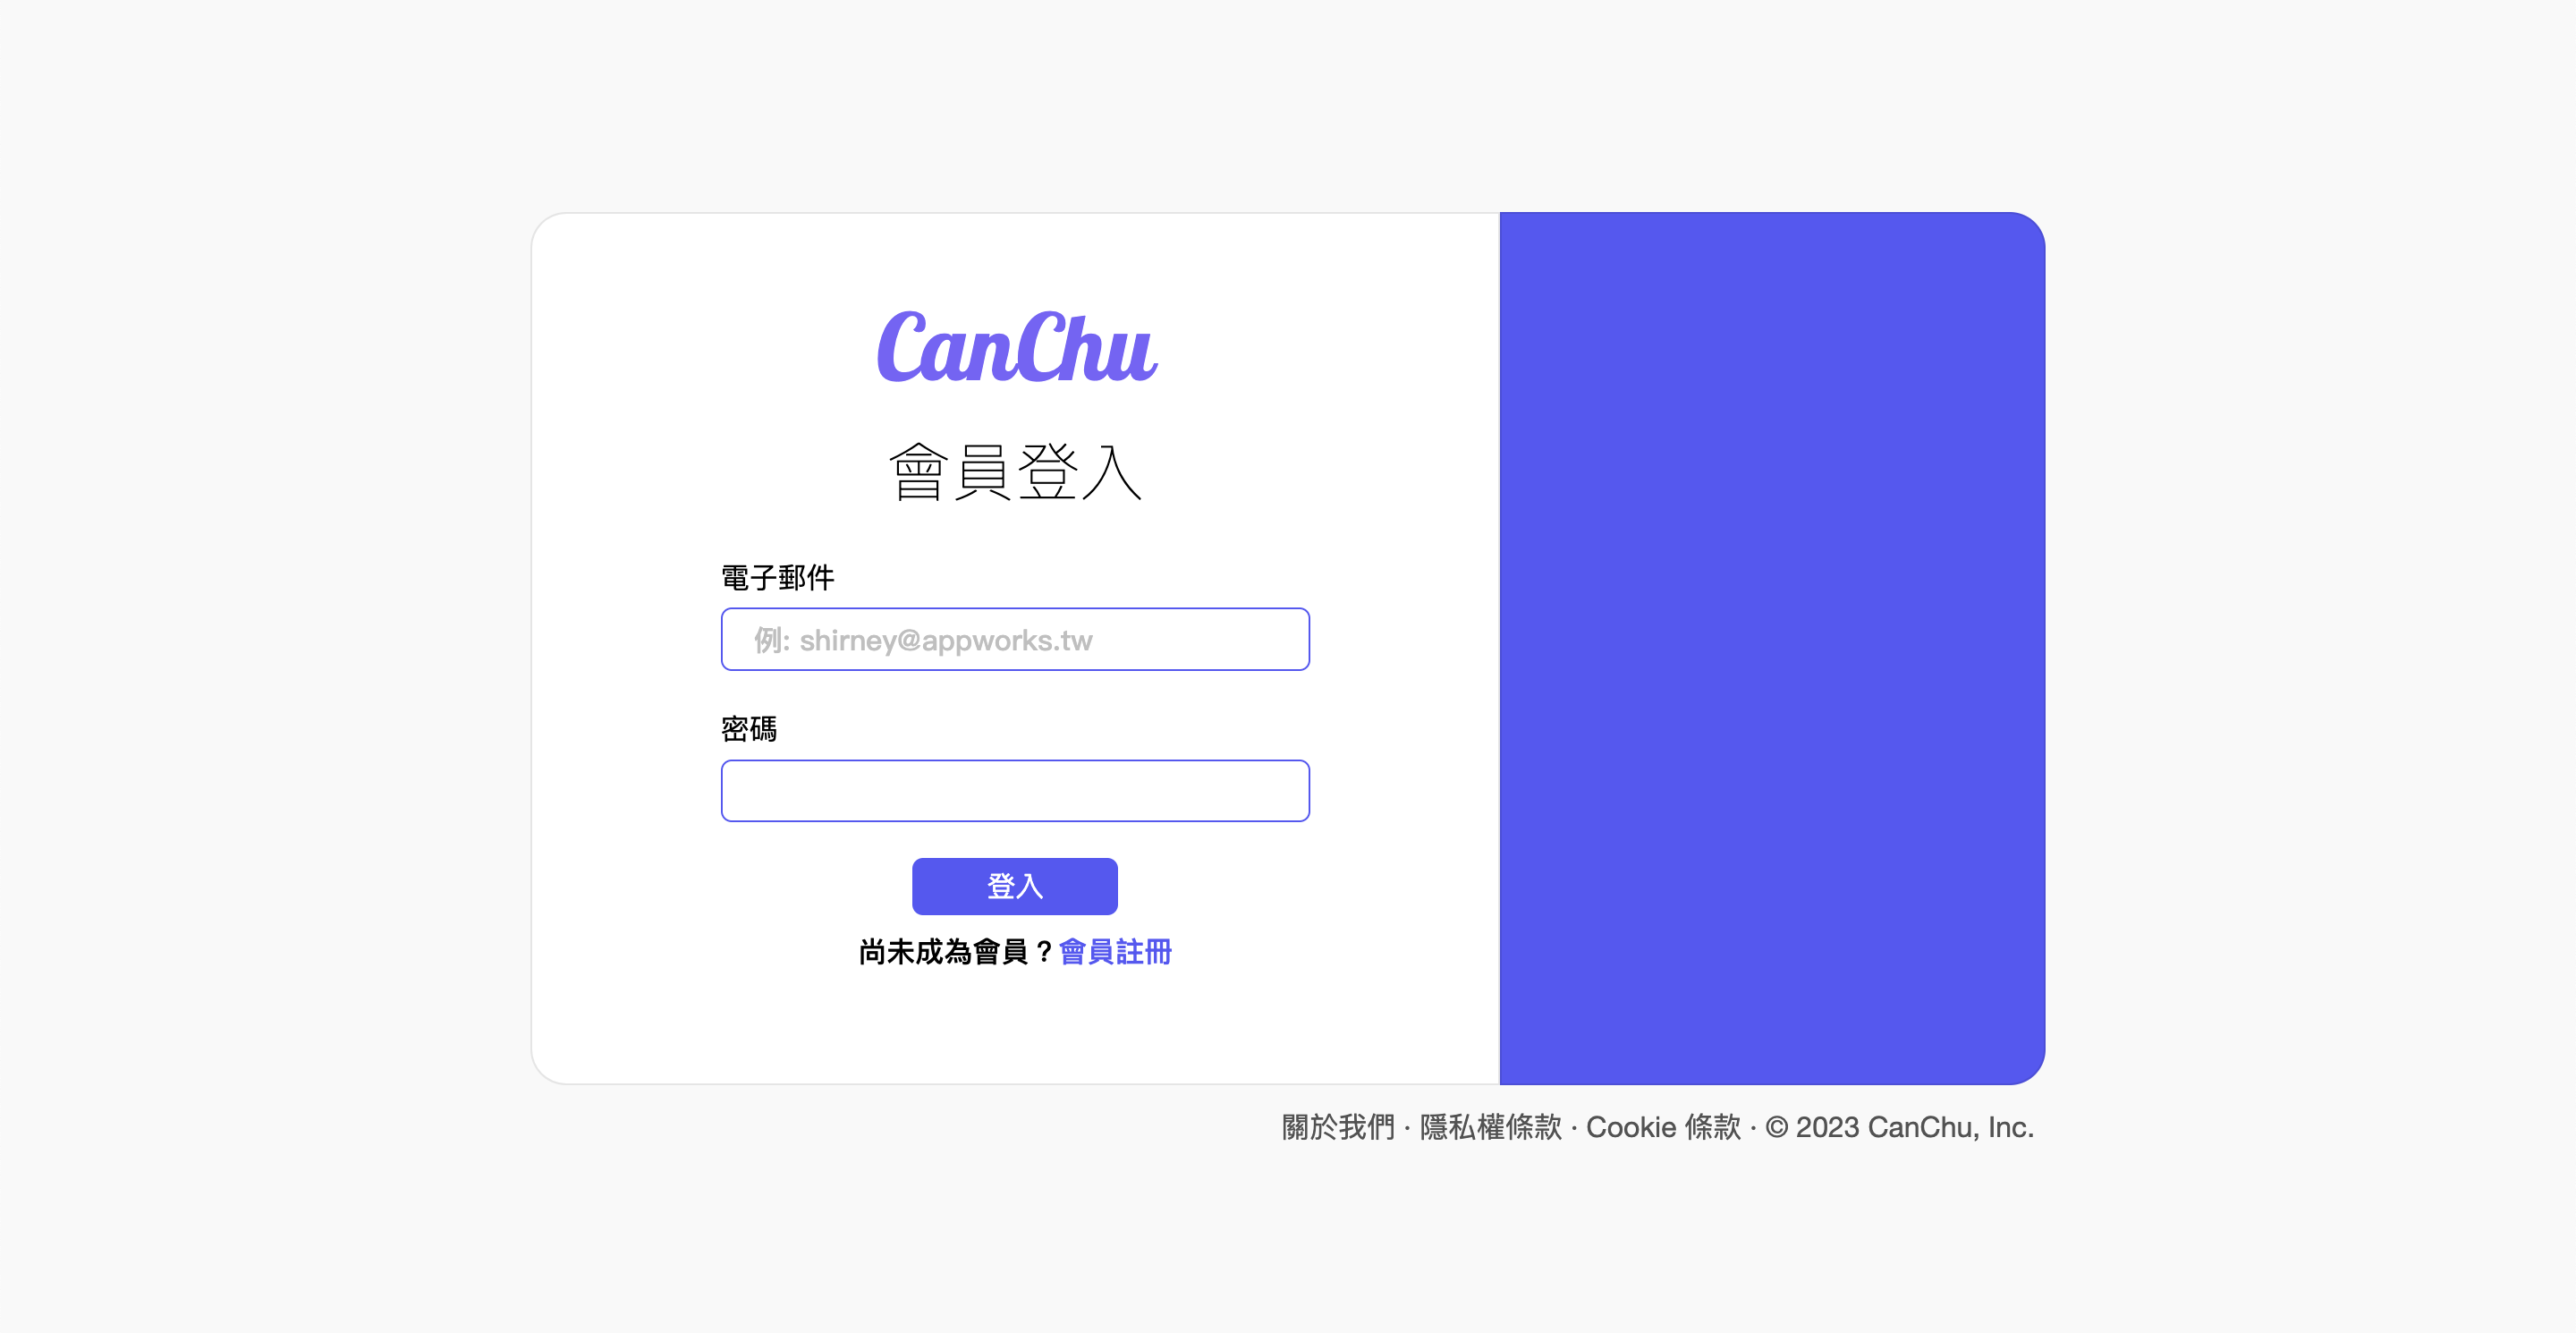 CanChu
會員登入
電子郵件
例: shirney@appworks.tw
密碼
登入
尚未成為會員？會員註冊
關於我們 · 隱私權條款 · Cookie 條款 · © 2023 CanChu, Inc.